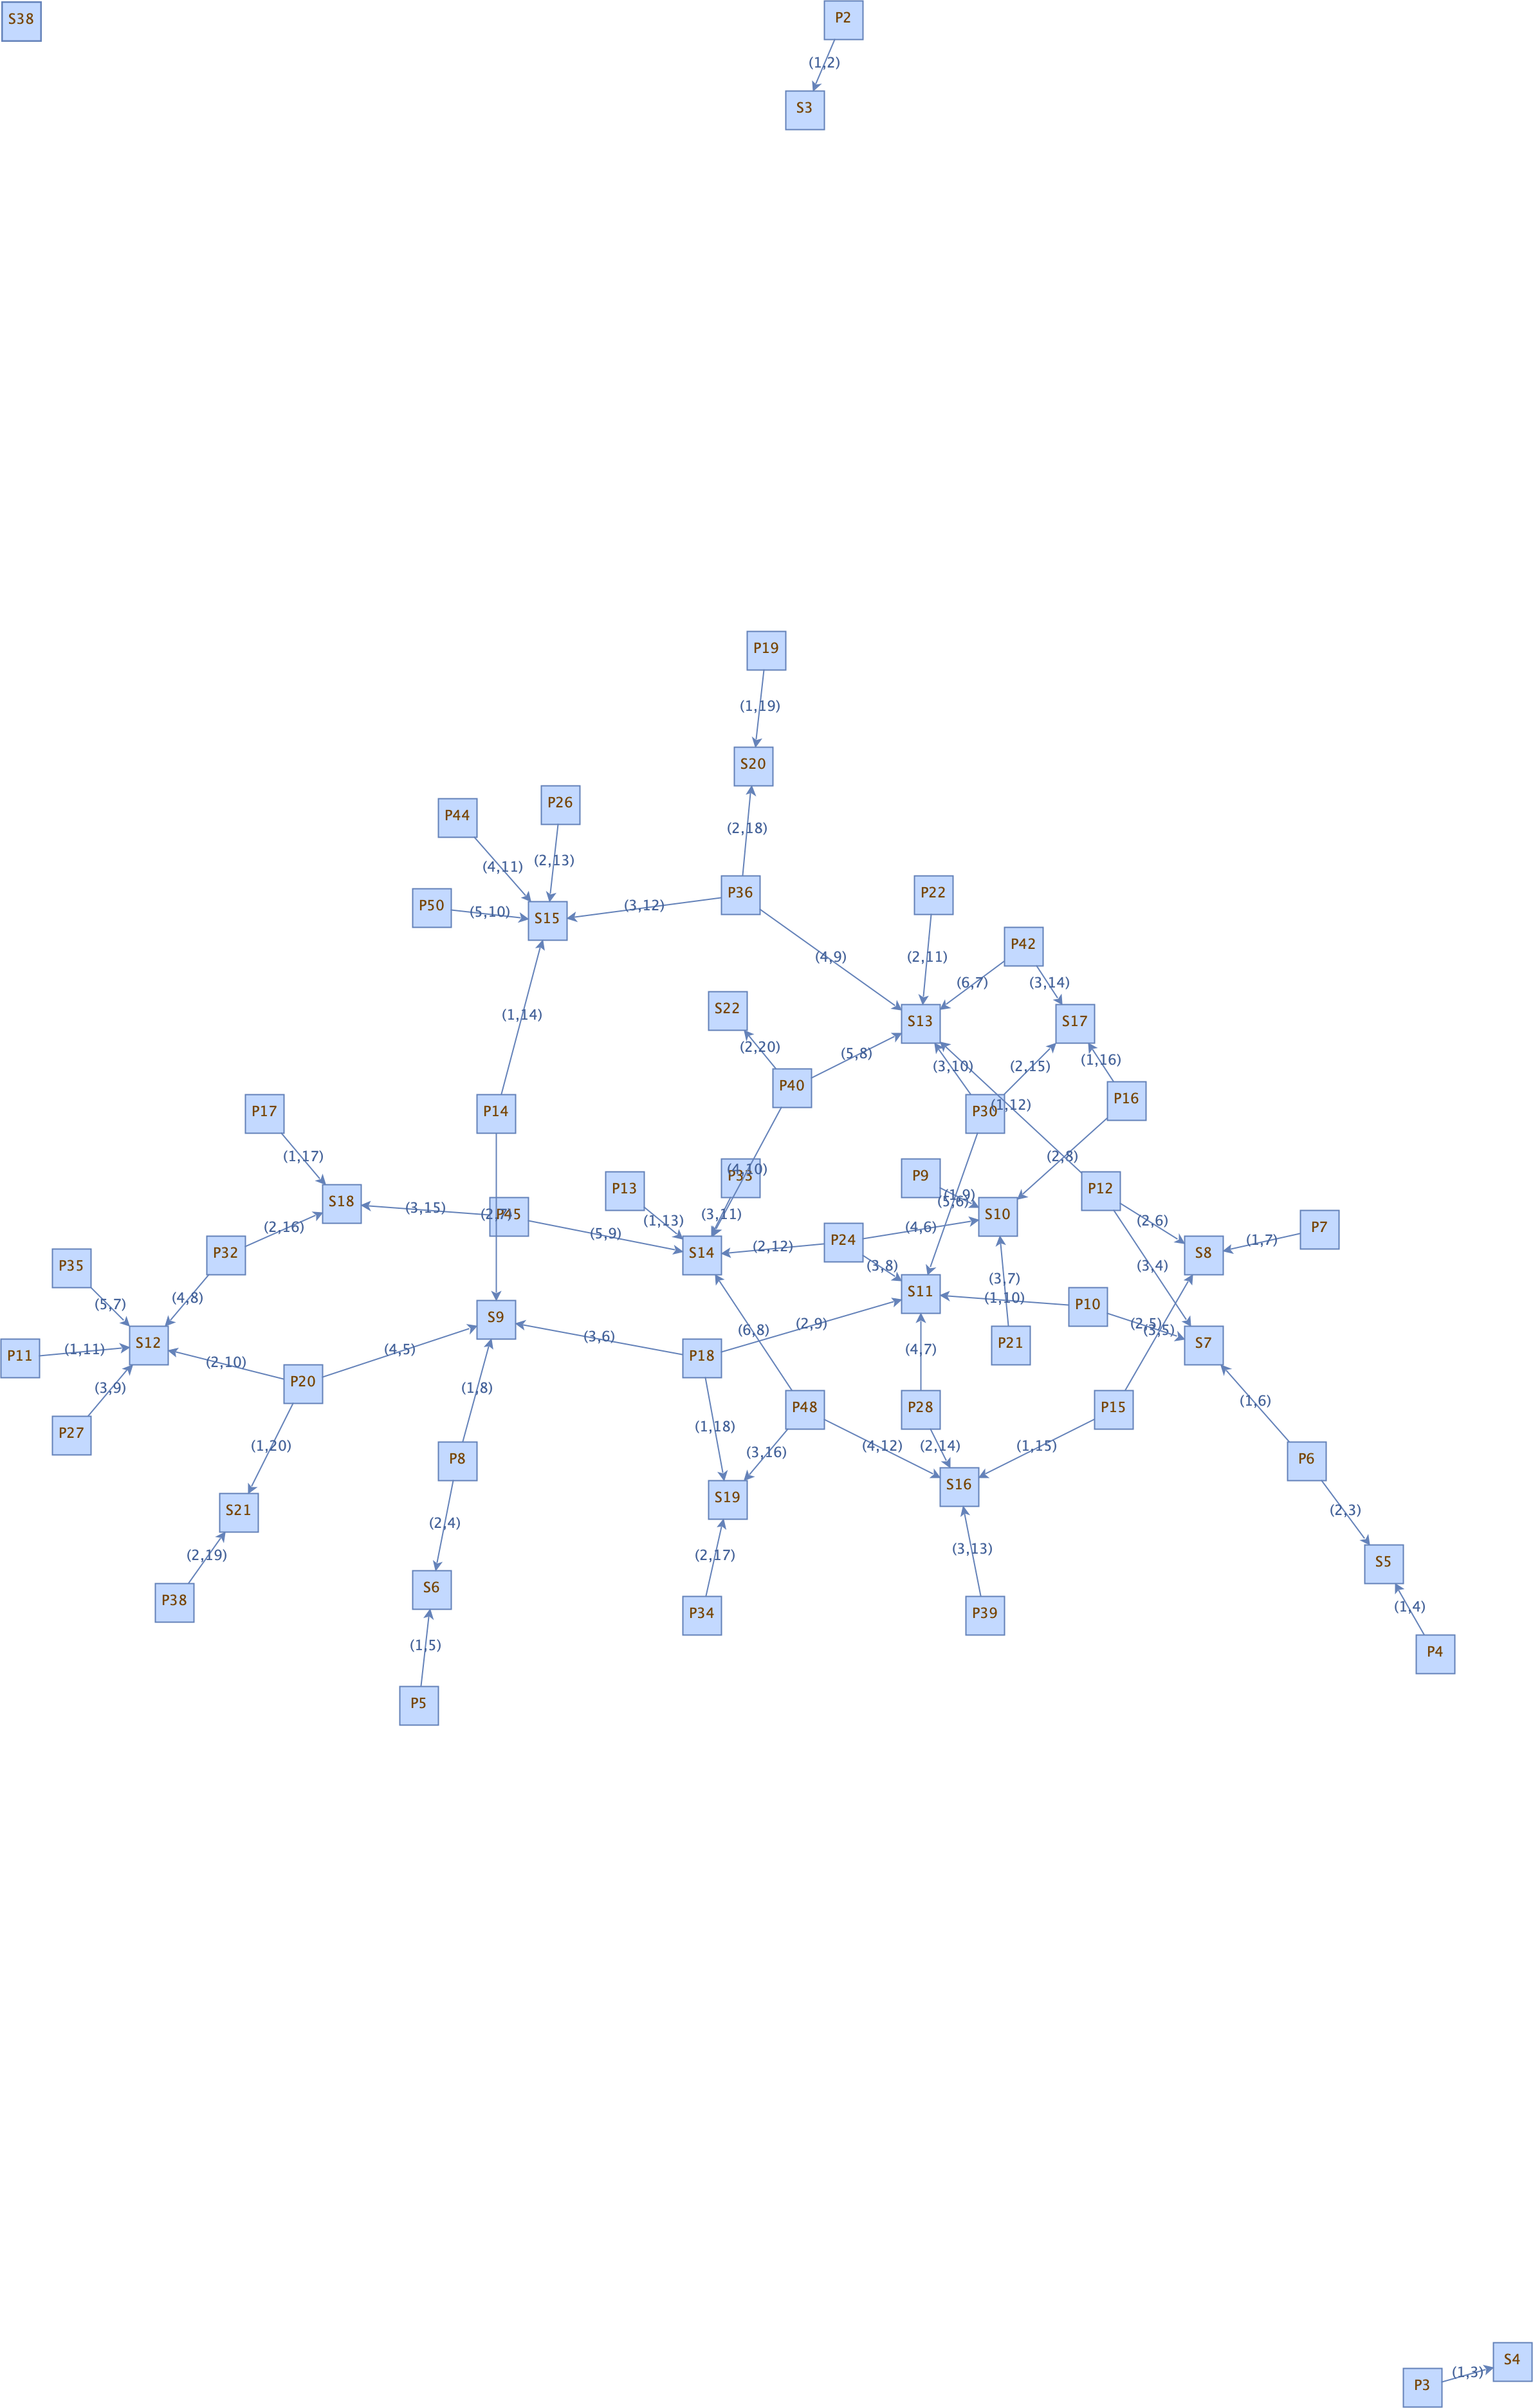 S38
P2
(1,2)
S3
P19
(1,19)
S20
P26
P44
(2,18)
(2,13)
(4,11)
P36
P22
P50
(3,12)
(5,10)
S15
P42
(4,9)
(2,11)
(6,7)
(3,14)
S22
(1,14)
S13
S17
(2,20)
(5,8)
(3,10)
(2,15)
(1,16)
P40
P16
(1,12)
P17
P14
P30
(1,17)
(4,10)
(2,8)
P33
P9
P13
P12
(1,9)
S18
(5,6)
(3,15)
P45
(3,11)
S10
(1,13)
(2,6)
P7
(2,16)
(4,6)
(5,9)
P24
(1,7)
P32
S14
(2,12)
S8
P35
(3,8)
(3,4)
(3,7)
S11
(4,8)
(1,10)
P10
(5,7)
S9
(2,5)
(3,5)
(2,9)
(6,8)
(3,6)
S12
P21
S7
(1,11)
(4,5)
(4,7)
P11
P18
(2,10)
P20
(3,9)
(1,8)
(1,6)
P48
P28
P15
(1,18)
P27
(1,20)
(3,16)
(4,12)
(2,14)
(1,15)
P8
P6
S16
S19
S21
(2,3)
(2,4)
(3,13)
(2,19)
(2,17)
S5
S6
P38
(1,4)
P34
P39
(1,5)
P4
P5
S4
(1,3)
P3